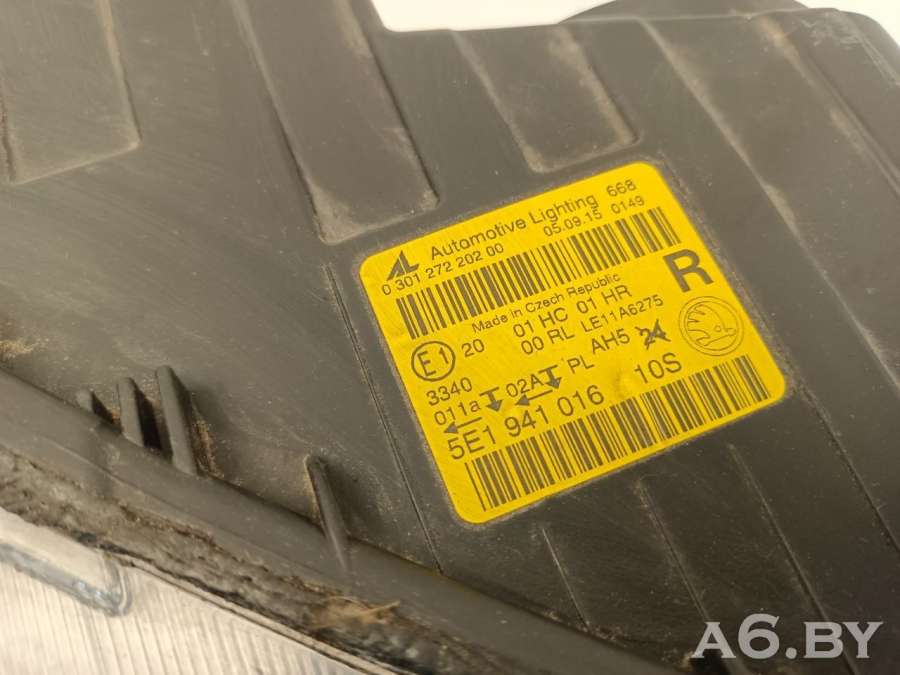 AL Automotive Lighting 668
0 301 272 202 00 05.09.15 0149
Made in Czech Republic
R
E1 20 01 HC 01 HR
00 RL LE11A6275
3340 PL AH5
011a 02A
5E1 941 016 10S
A6.BY